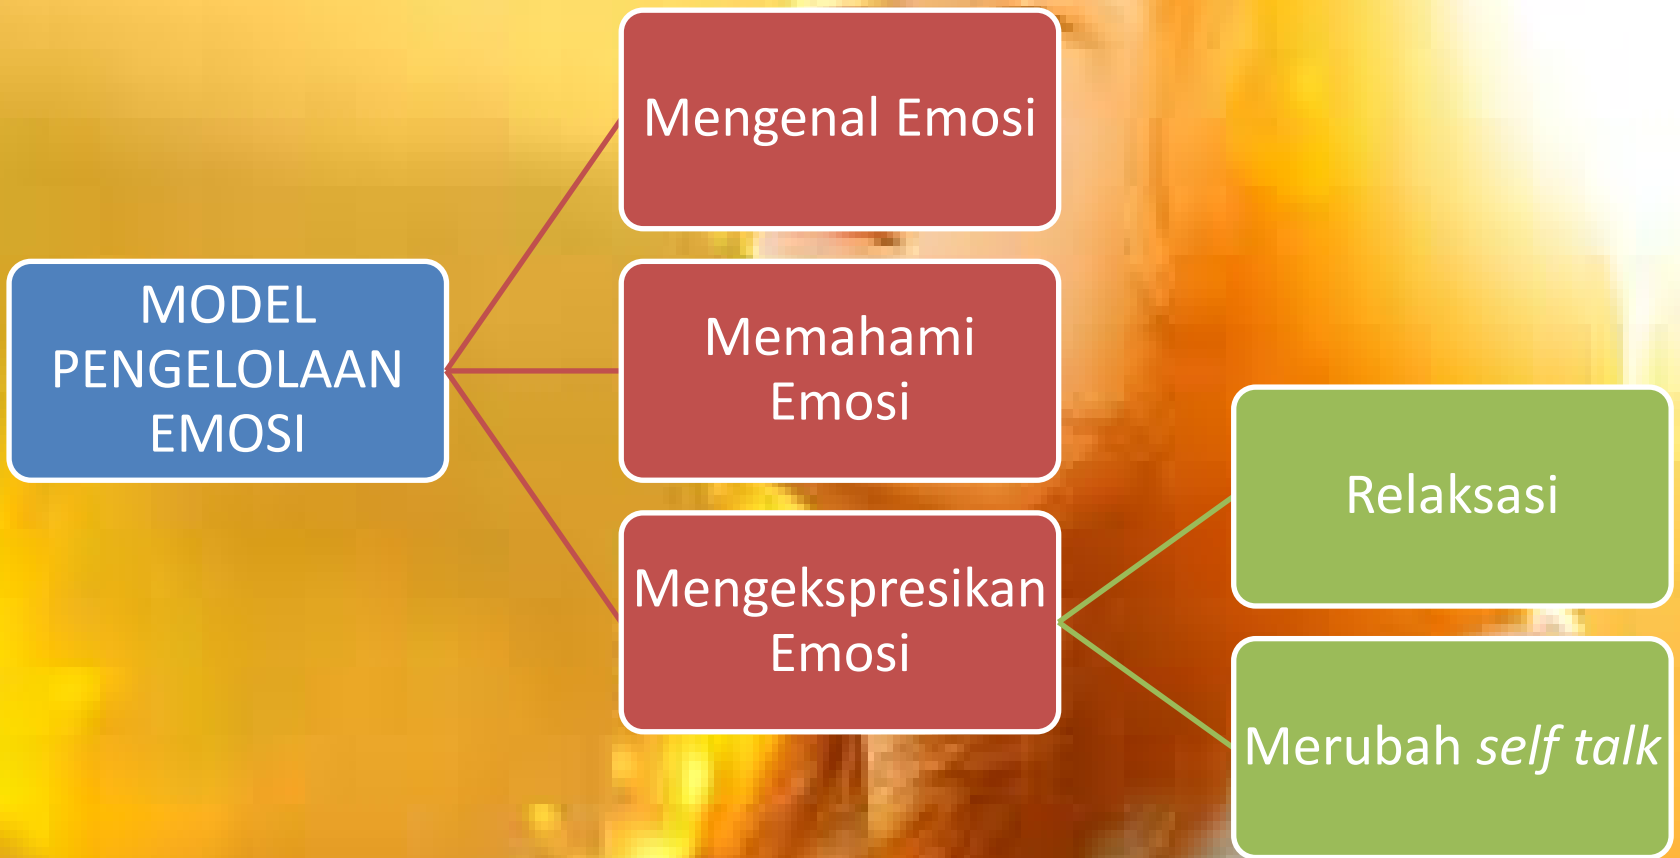 Mengenal Emosi
MODEL
PENGELOLAAN
EMOSI
Memahami
Emosi
Mengekspresikan
Emosi
Relaksasi
Merubah self talk